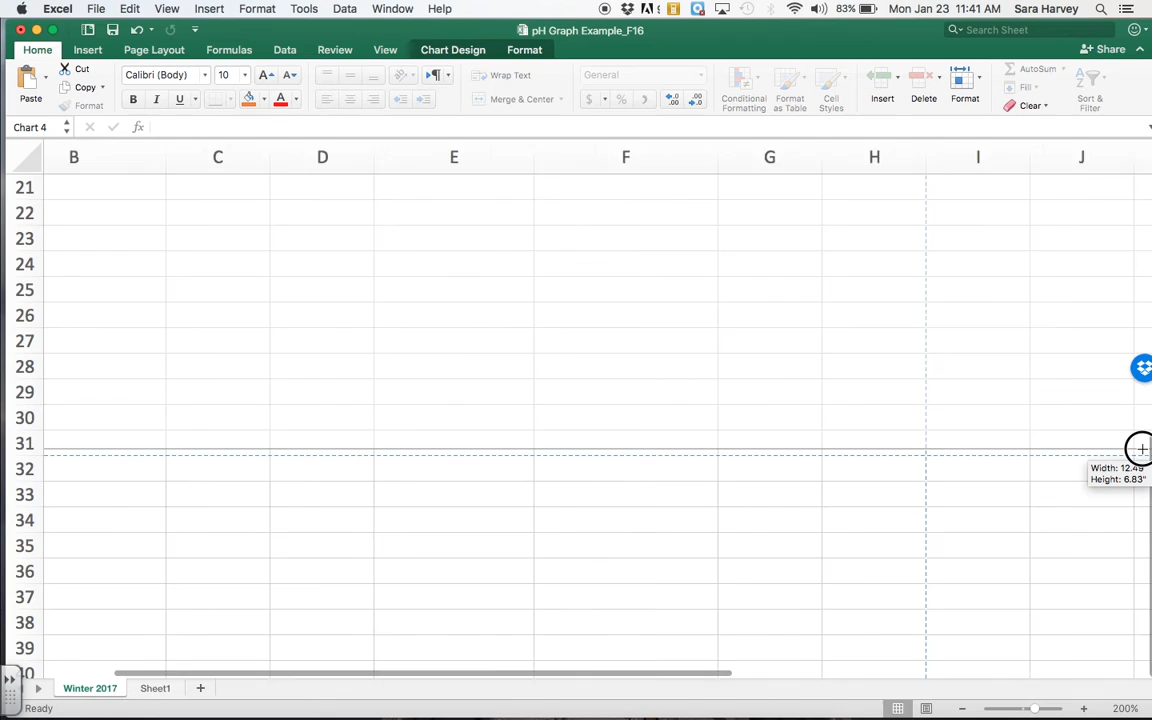 Excel File Edit View Insert Format Tools Data Window Help 83% Mon Jan 23 11:41 AM Sara Harvey
pH Graph Example_F16 Search Sheet
Home Insert Page Layout Formulas Data Review View Chart Design Format Share
Paste Cut Copy Format
Calibri (Body) 10 A A
B I U A
Wrap Text
Merge & Center
General
$ % )
Conditional Formatting
Format as Table
Cell Styles
Insert Delete Format
AutoSum
Fill
Clear
Sort & Filter
Chart 4 fx
B C D E F G H I J
21
22
23
24
25
26
27
28
29
30
31
32
33
34
35
36
37
38
39
40
Width: 12.49"
Height: 6.83"
Winter 2017 Sheet1 +
Ready 200%